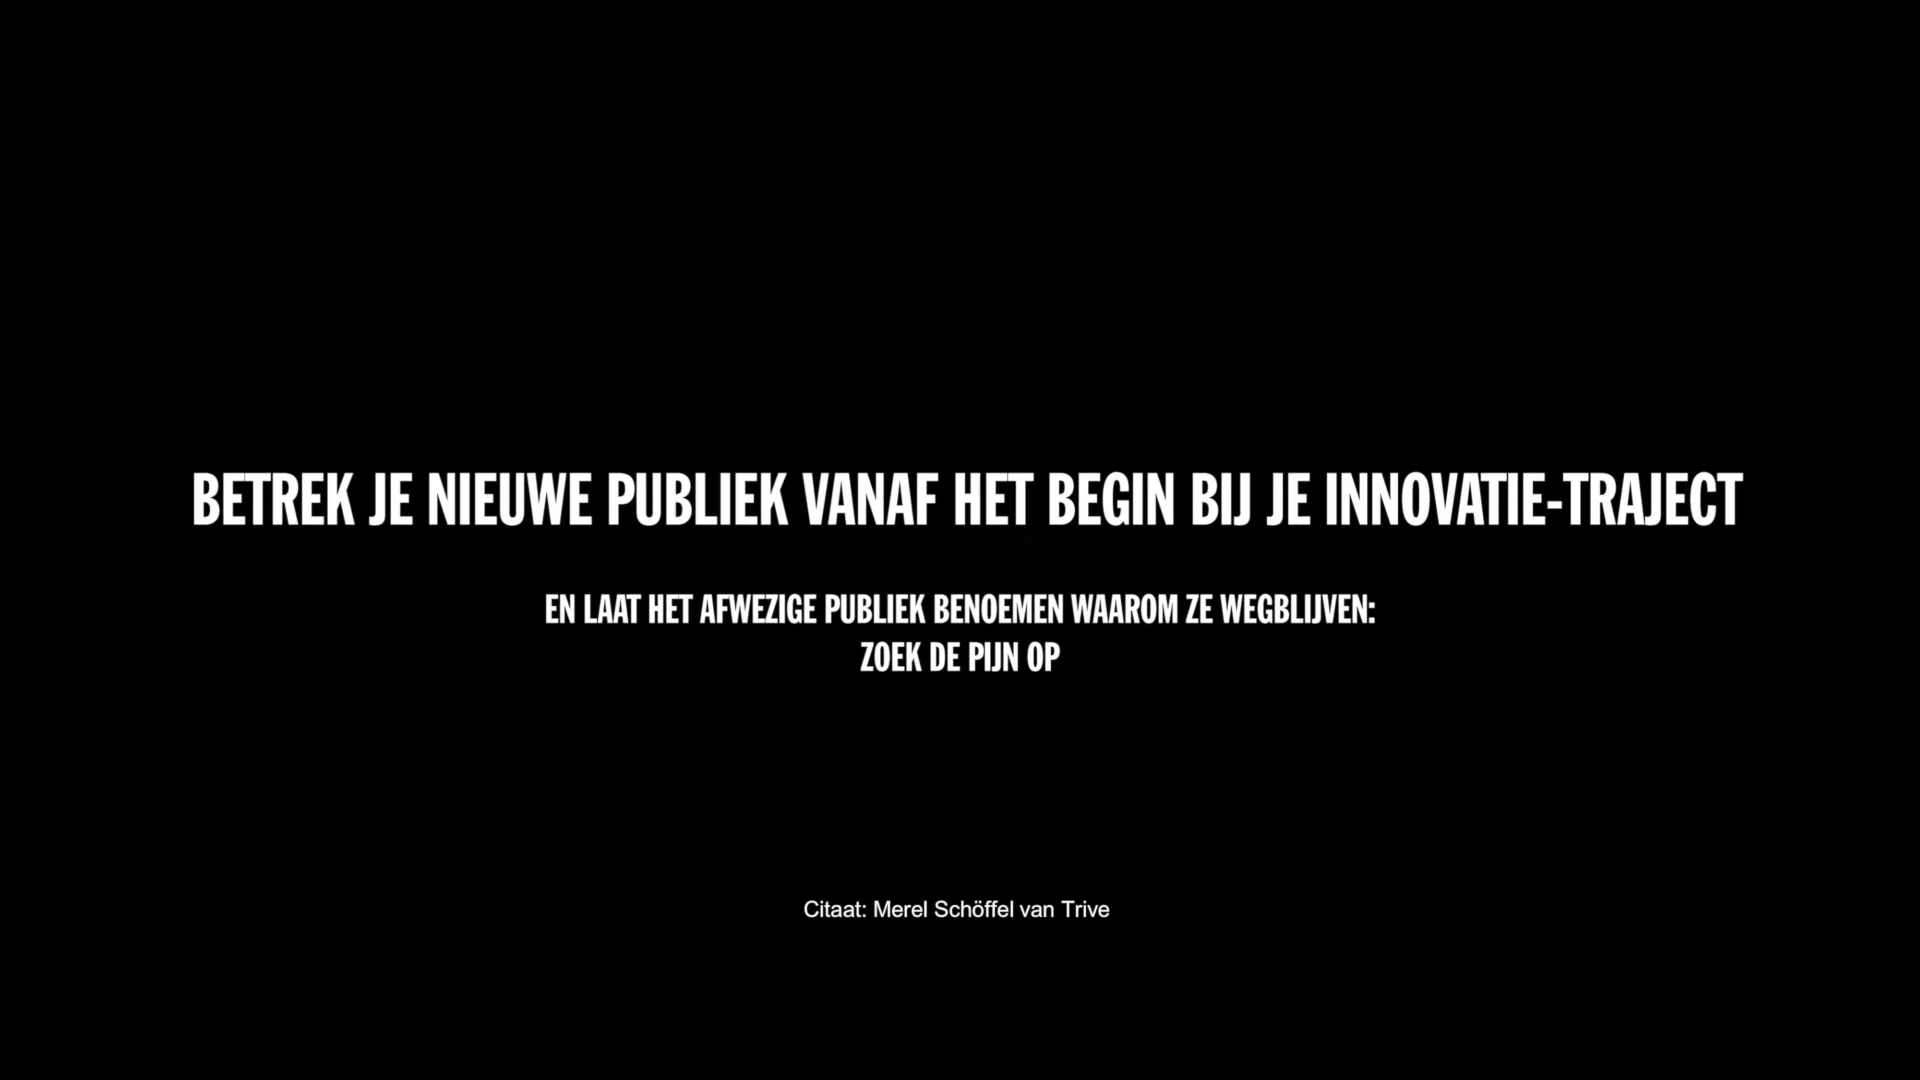 BETREK JE NIEUWE PUBLIEK VANAF HET BEGIN BIJ JE INNOVATIE-TRAJECT
EN LAAT HET AFWEZIGE PUBLIEK BENOEMEN WAAROM ZE WEGBLIJVEN:
ZOEK DE PIJN OP
Citaat: Merel Schöffel van Trive